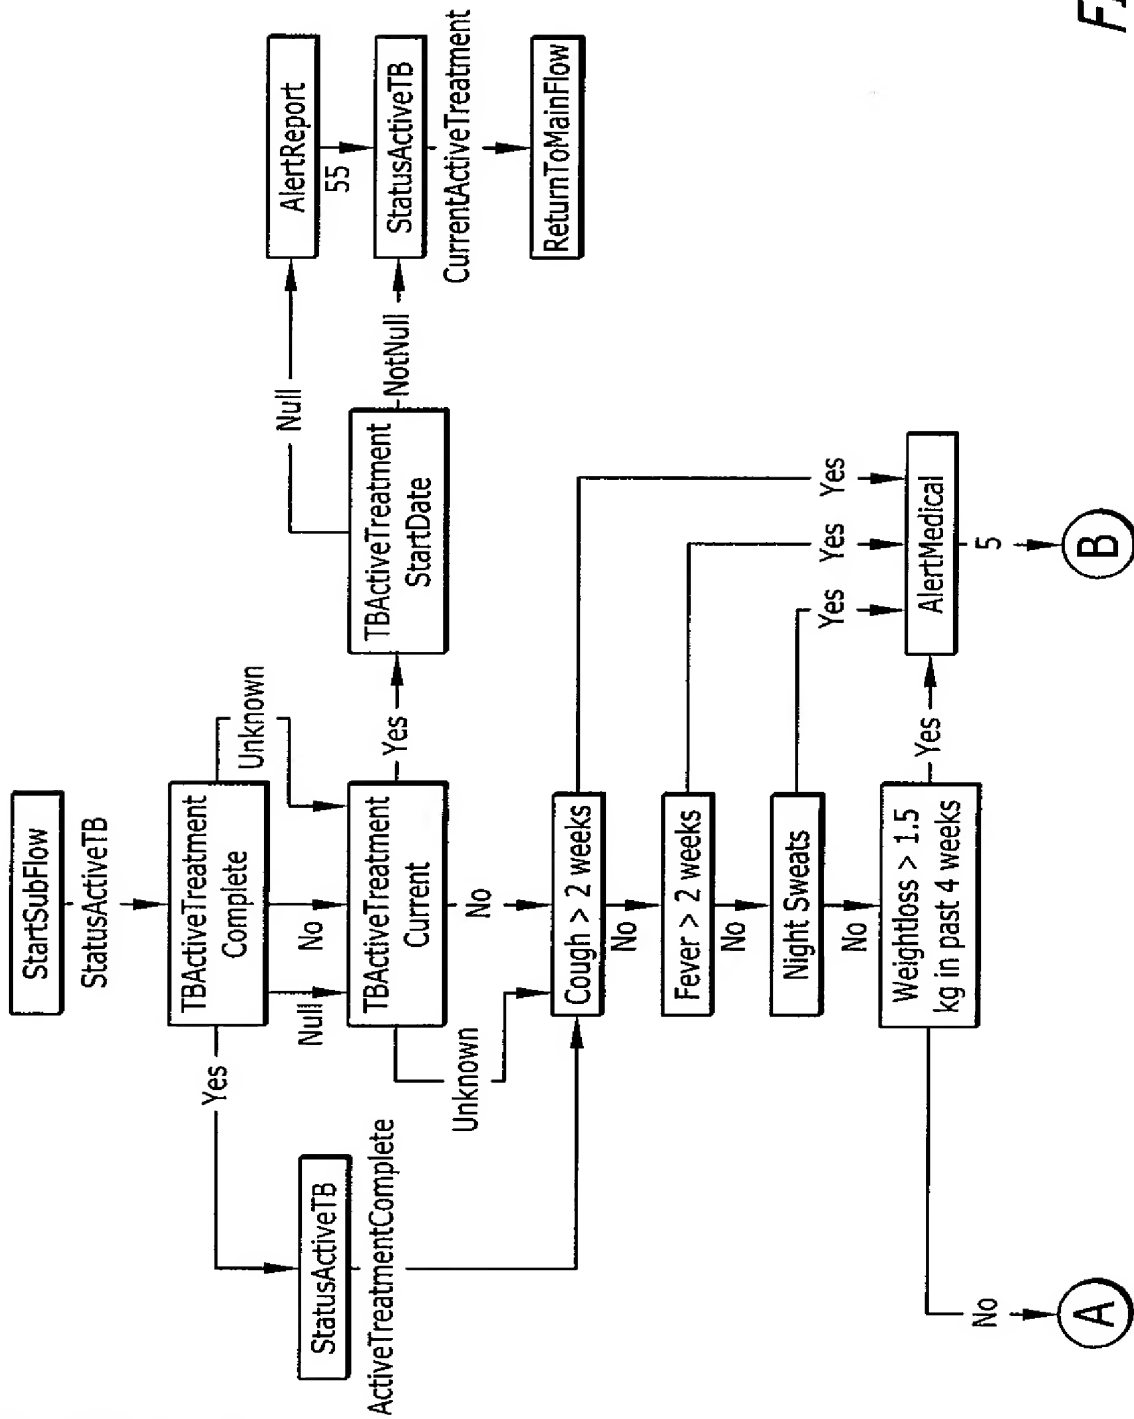 StartSubFlow
StatusActiveTB
TBActiveTreatment
Complete
Yes
Null
No
Unknown
StatusActiveTB
ActiveTreatmentComplete
TBActiveTreatment
Current
Unknown
No
Yes
TBActiveTreatment
StartDate
Null
NotNull
AlertReport
55
StatusActiveTB
CurrentActiveTreatment
ReturnToMainFlow
Cough > 2 weeks
No
Yes
Fever > 2 weeks
No
Yes
Night Sweats
No
Yes
Weightloss > 1.5
kg in past 4 weeks
No
Yes
AlertMedical
5
A
B